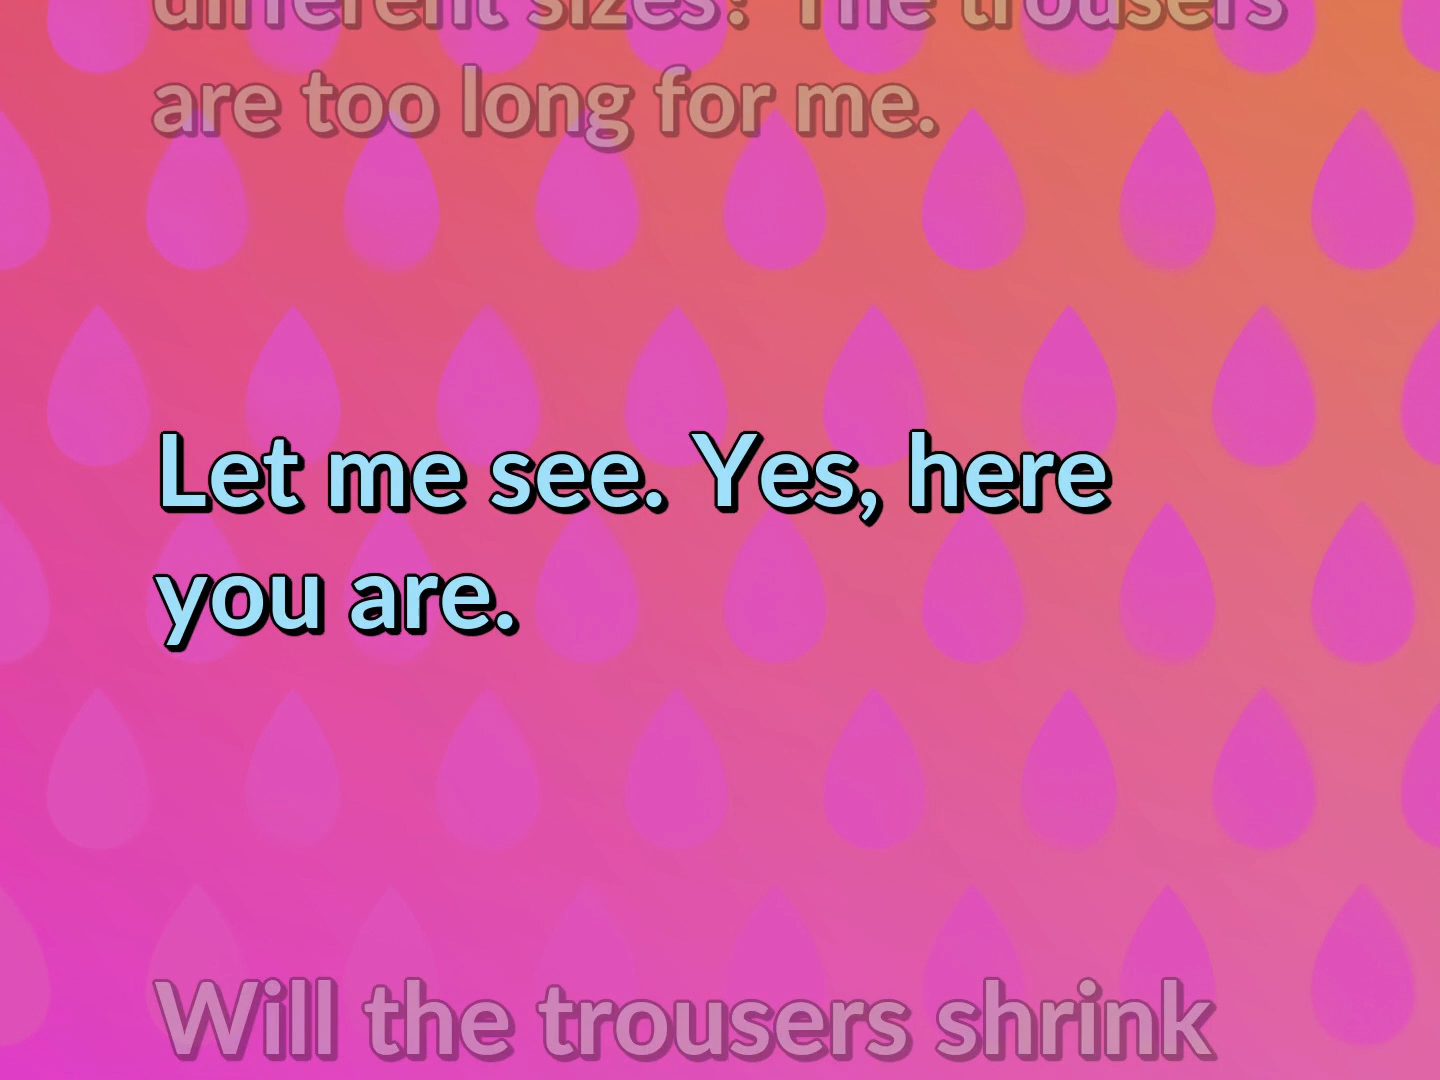 different sizes? The trousers
are too long for me.
Let me see. Yes, here
you are.
Will the trousers shrink